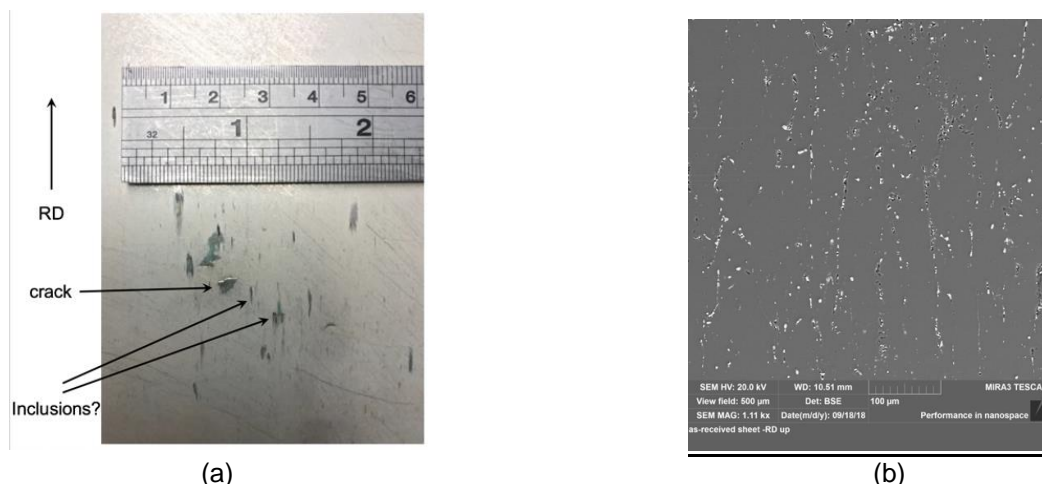 RD
crack
Inclusions?
1 2 3 4 5 6
32
1 2
(a)
SEM HV: 20.0 kV WD: 10.51 mm MIRA3 TESCA
View field: 500 µm Det: BSE 100 µm
SEM MAG: 1.11 kx Date(m/d/y): 09/18/18 Performance in nanospace
as-received sheet -RD up
(b)